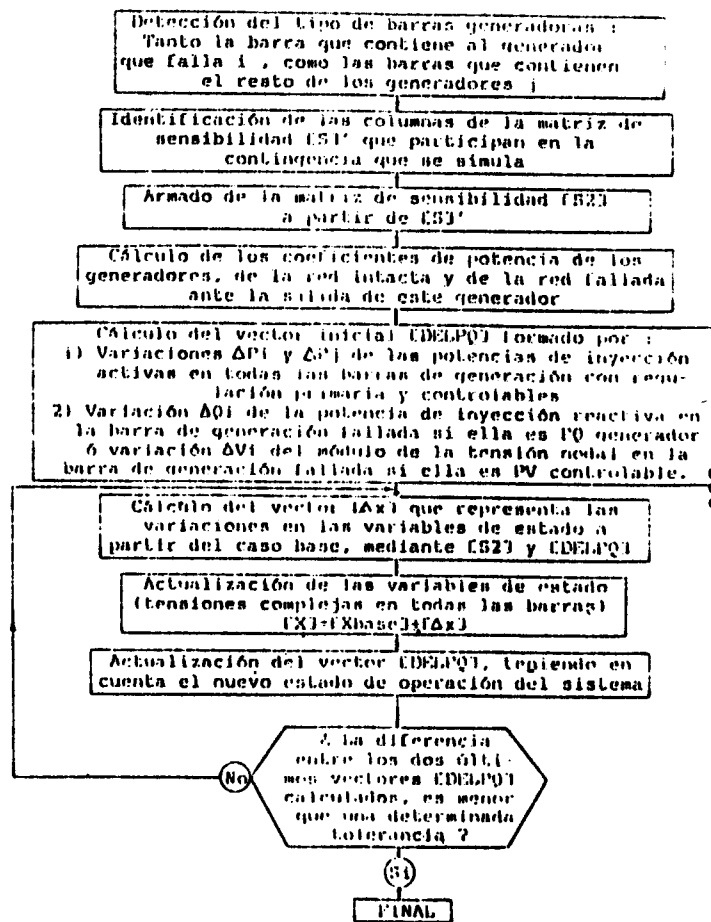 Detección del tipo de barras generadoras :
Tanto la barra que contiene al generador
que falla i , como las barras que contienen
el resto de los generadores j
Identificación de las columnas de la matriz de
sensibilidad [S]' que participan en la
contingencia que se simula
Armado de la matriz de sensibilidad [S2]
a partir de [S]'
Cálculo de los coeficientes de potencia de los
generadores, de la red intacta y de la red fallada
ante la salida de este generador
Cálculo del vector inicial [DELPQ] formado por :
1) Variaciones ΔPi y ΔPj de las potencias de inyección
activas en todas las barras de generación con regu-
lación primaria y controlables
2) Variación ΔQi de la potencia de inyección reactiva en
la barra de generación fallada si ella es PQ generador
ó variación ΔVi del módulo de la tensión nodal en la
barra de generación fallada si ella es PV controlable.
Cálculo del vector [Δx] que representa las
variaciones en las variables de estado a
partir del caso base, mediante [S2] y [DELPQ]
Actualización de las variables de estado
(tensiones complejas en todas las barras)
[X]=[Xbase]+[Δx]
Actualización del vector [DELPQ], teniendo en
cuenta el nuevo estado de operación del sistema
¿ La diferencia
entre los dos últi-
mos vectores [DELPQ]
calculados, es menor
que una determinada
tolerancia ?
No
Si
FINAL